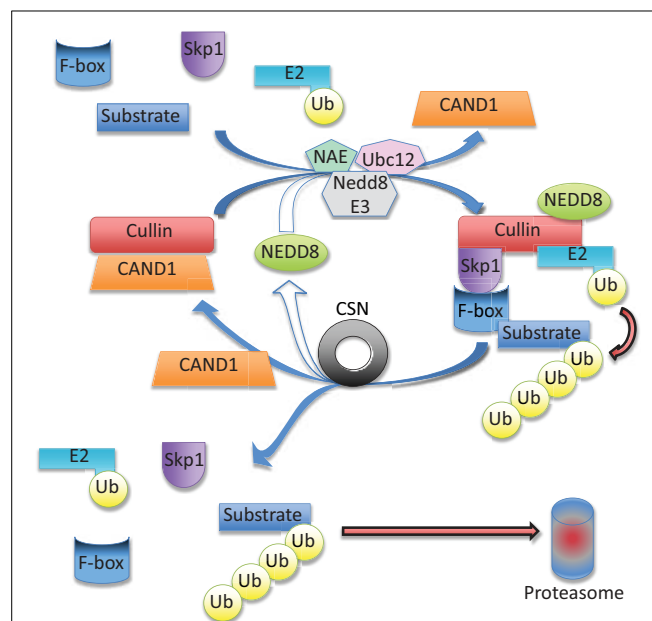 F-box
Skp1
E2
Ub
Substrate
CAND1
NAE
Ubc12
Nedd8
E3
NEDD8
Cullin
Skp1
E2
Ub
F-box
Substrate
Ub
Ub
Ub
Ub
Cullin
CAND1
NEDD8
CSN
CAND1
E2
Ub
Skp1
F-box
Substrate
Ub
Ub
Ub
Ub
Proteasome